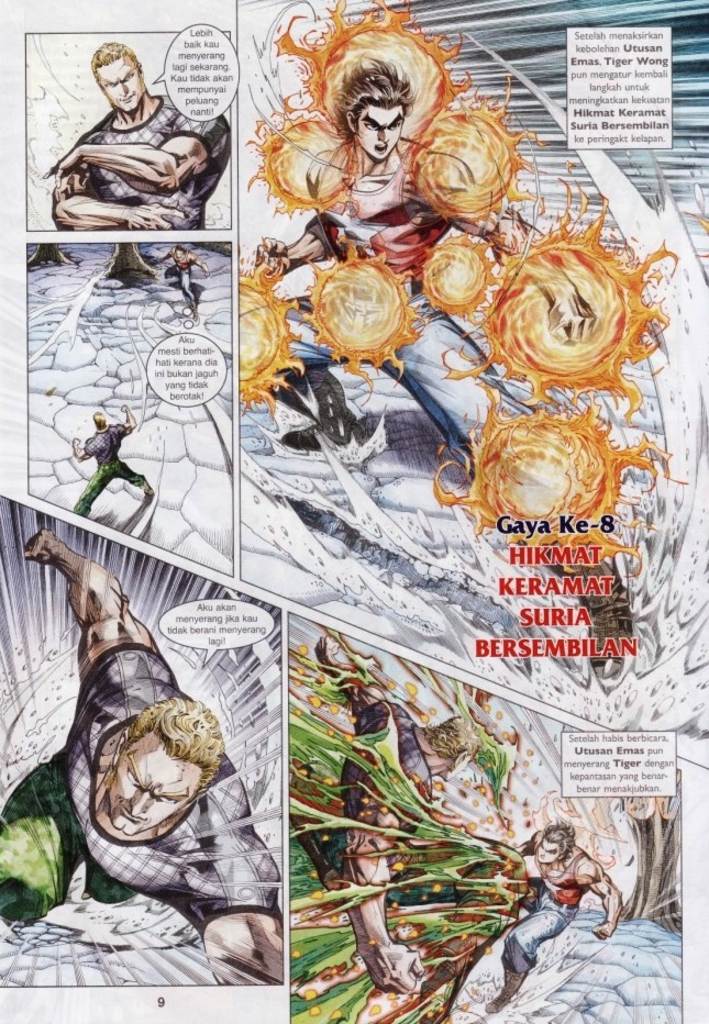 Lebih
baik kau
menyerang
lagi sekarang.
Kau tidak akan
mempunyai
peluang
nanti!
Setelah menaksirkan
kebolehan Utusan
Emas, Tiger Wong
pun mengatur kembali
langkah untuk
meningkatkan kekuatan
Hikmat Keramat
Suria Bersembilan
ke peringakt kelapan.
Aku
mesti berhati-
hati kerana dia
ini bukan jaguh
yang tidak
berotak!
Gaya Ke-8
HIKMAT
KERAMAT
SURIA
BERSEMBILAN
Aku akan
menyerang jika kau
tidak berani menyerang
lagi!
Setelah habis berbicara,
Utusan Emas pun
menyerang Tiger dengan
kepantasan yang benar-
benar menakjubkan.
9